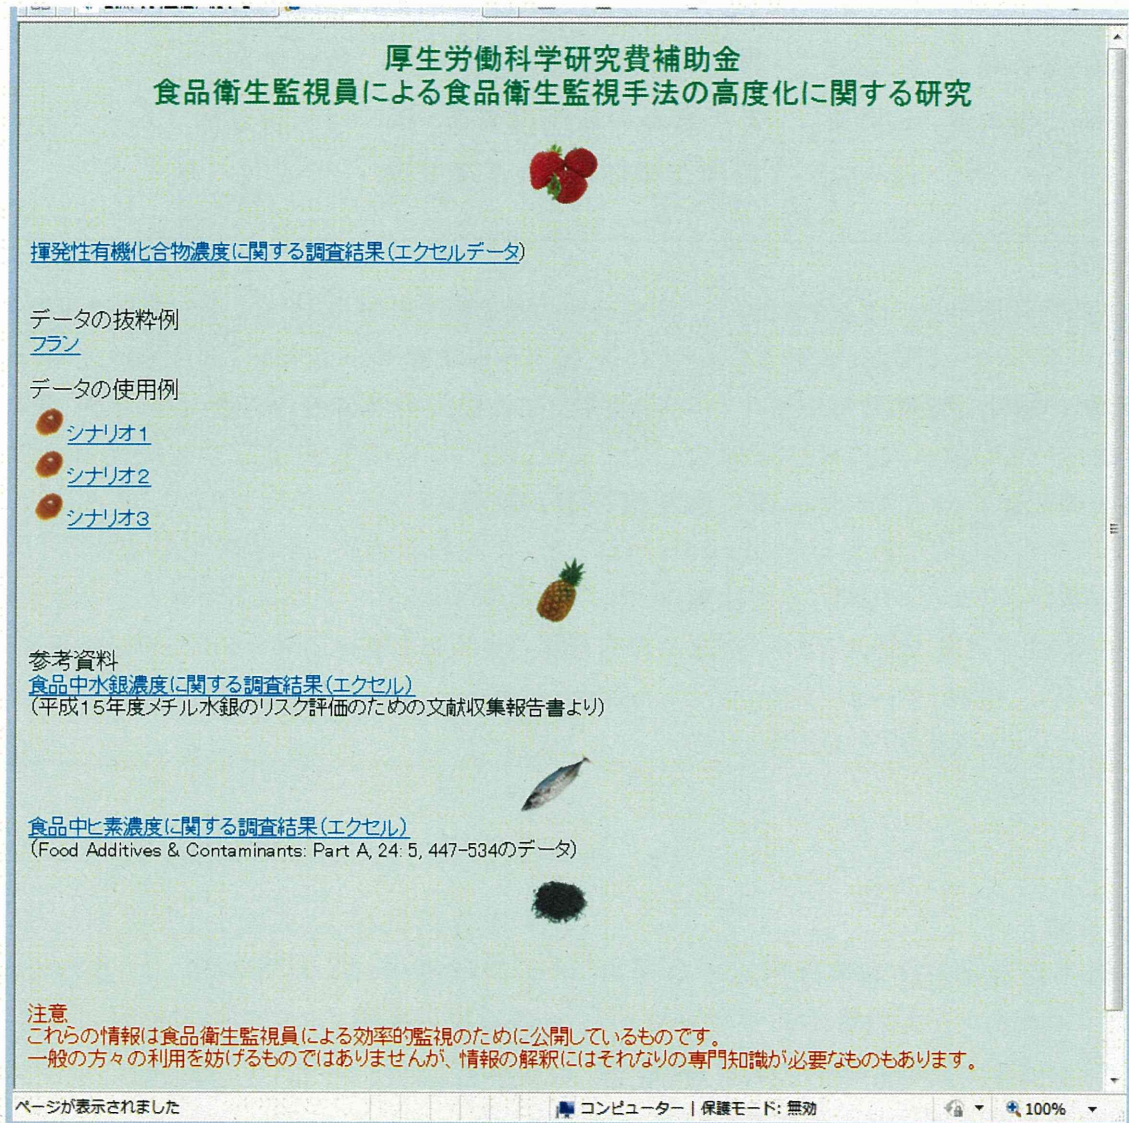 厚生労働科学研究費補助金
食品衛生監視員による食品衛生監視手法の高度化に関する研究
揮発性有機化合物濃度に関する調査結果(エクセルデータ)
データの抜粋例
フラン
データの使用例
シナリオ1
シナリオ2
シナリオ3
参考資料
食品中水銀濃度に関する調査結果(エクセル)
(平成15年度メチル水銀のリスク評価のための文献収集報告書より)
食品中ヒ素濃度に関する調査結果(エクセル)
(Food Additives & Contaminants: Part A, 24: 5, 447-534のデータ)
注意
これらの情報は食品衛生監視員による効率的監視のために公開しているものです。
一般の方々の利用を妨げるものではありませんが、情報の解釈にはそれなりの専門知識が必要なものもあります。
ページが表示されました
コンピューター | 保護モード: 無効
100%